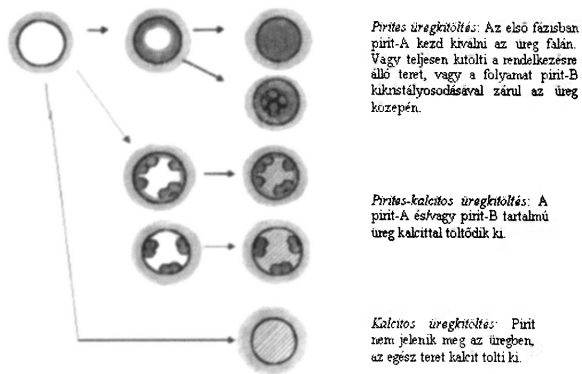 Pirites üregkitöltés: Az első fázisban
pirit-A kezd kiválni az üreg falán.
Vagy teljesen kitölti a rendelkezésre
álló teret, vagy a folyamat pirit-B
kikristályosodásával zárul az üreg
közepén.
Pirites-kalcitos üregkitöltés: A
pirit-A és/vagy pirit-B tartalmú
üreg kalcittal töltődik ki.
Kalcitos üregkitöltés: Pirit
nem jelenik meg az üregben,
az egész teret kalcit tölti ki.